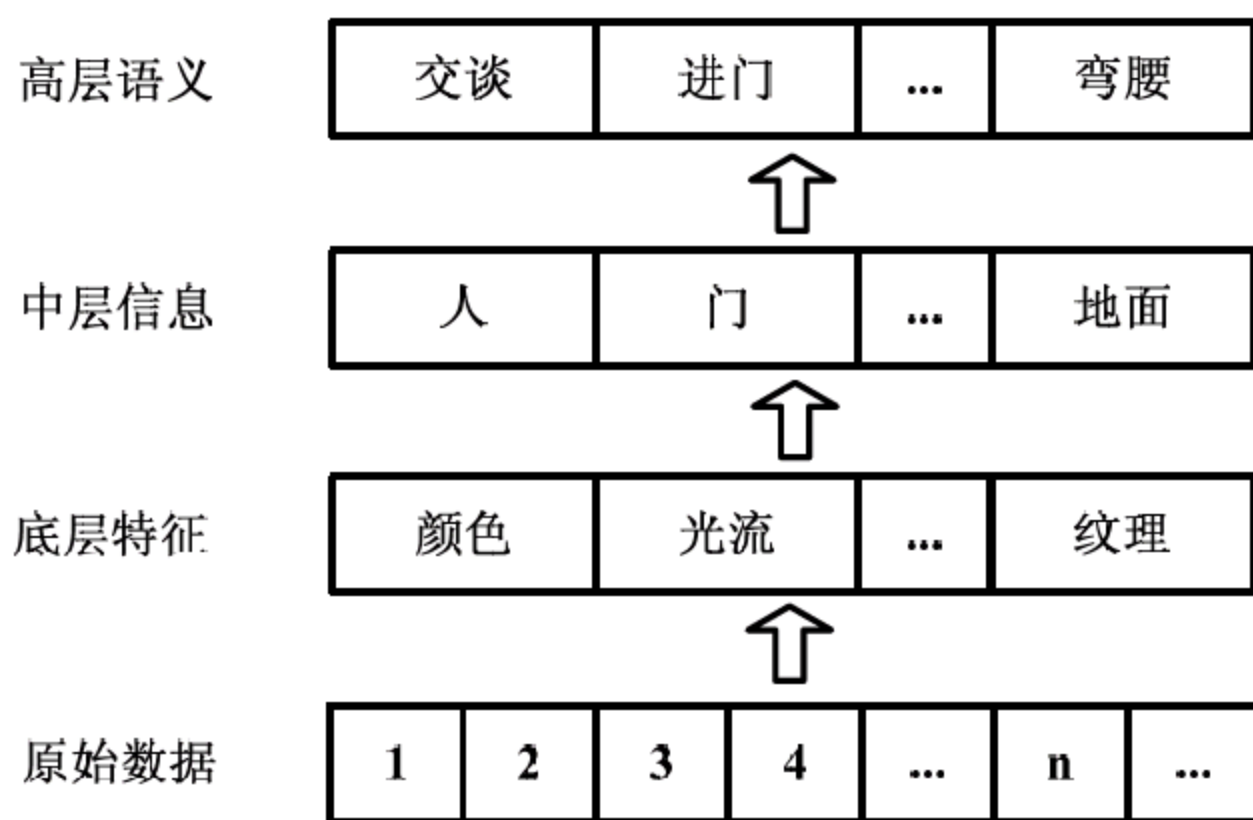 高层语义 交谈 进门 ... 弯腰
中层信息 人 门 ... 地面
底层特征 颜色 光流 ... 纹理
原始数据 1 2 3 4 ... n ...